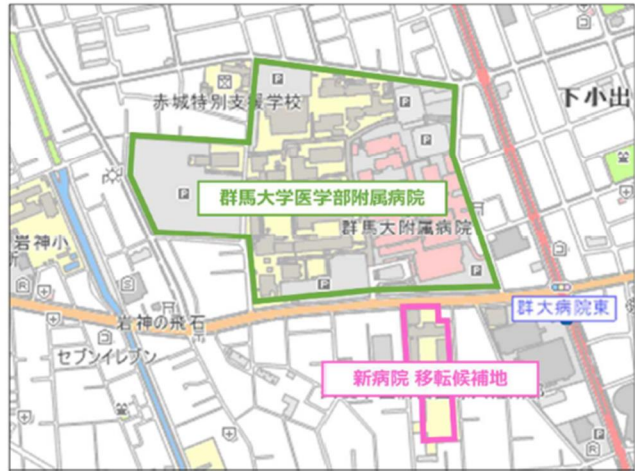 赤城特別支援学校
下小出
群馬大学医学部附属病院
群馬大附属病院
岩神小
岩神の飛石
群大病院東
セブンイレブン
新病院 移転候補地